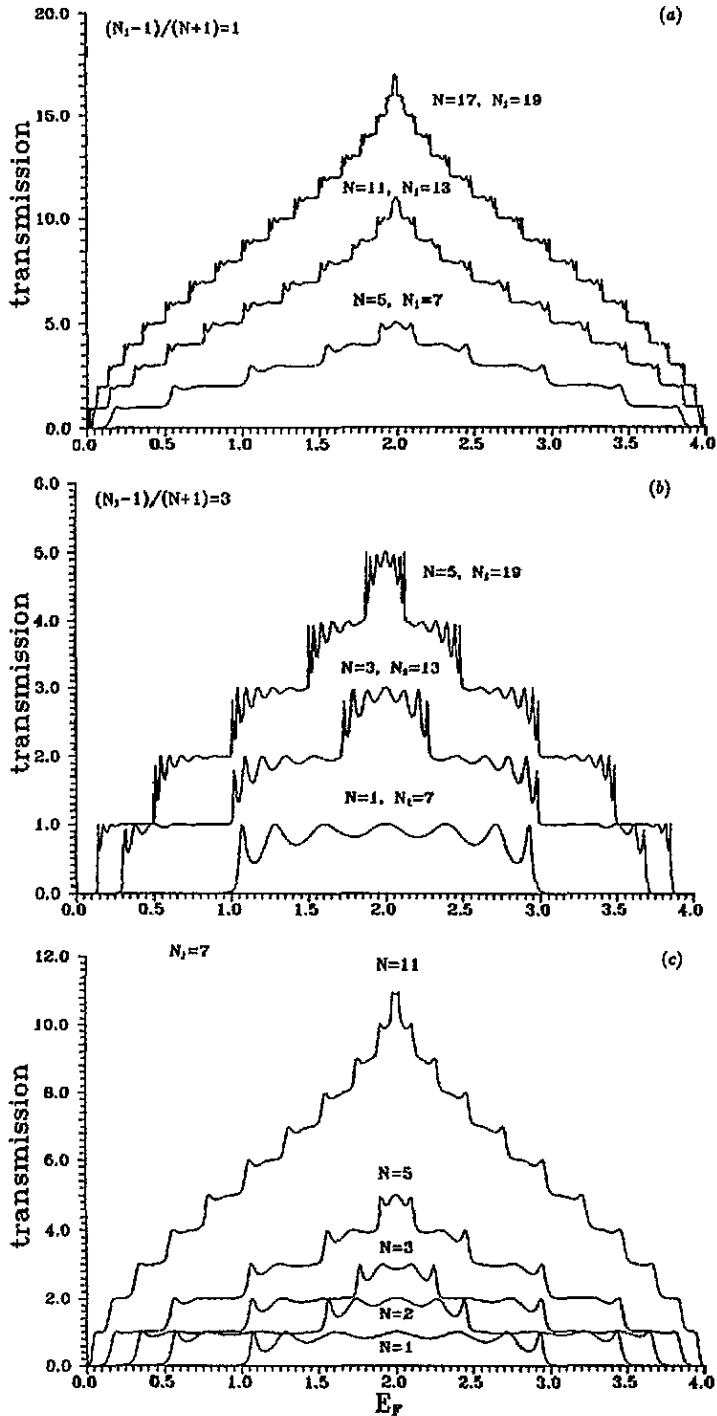 (a)
(N₁-1)/(N+1)=1
20.0
15.0
10.0
5.0
0.0
transmission
N=17, N₁=19
N=11, N₁=13
N=5, N₁=7
0.0 0.5 1.0 1.5 2.0 2.5 3.0 3.5 4.0
(b)
(N₁-1)/(N+1)=3
6.0
5.0
4.0
3.0
2.0
1.0
0.0
transmission
N=5, N₁=19
N=3, N₁=13
N=1, N₁=7
0.0 0.5 1.0 1.5 2.0 2.5 3.0 3.5 4.0
(c)
N₁=7
12.0
10.0
8.0
6.0
4.0
2.0
0.0
transmission
N=11
N=5
N=3
N=2
N=1
0.0 0.5 1.0 1.5 2.0 2.5 3.0 3.5 4.0
E_F